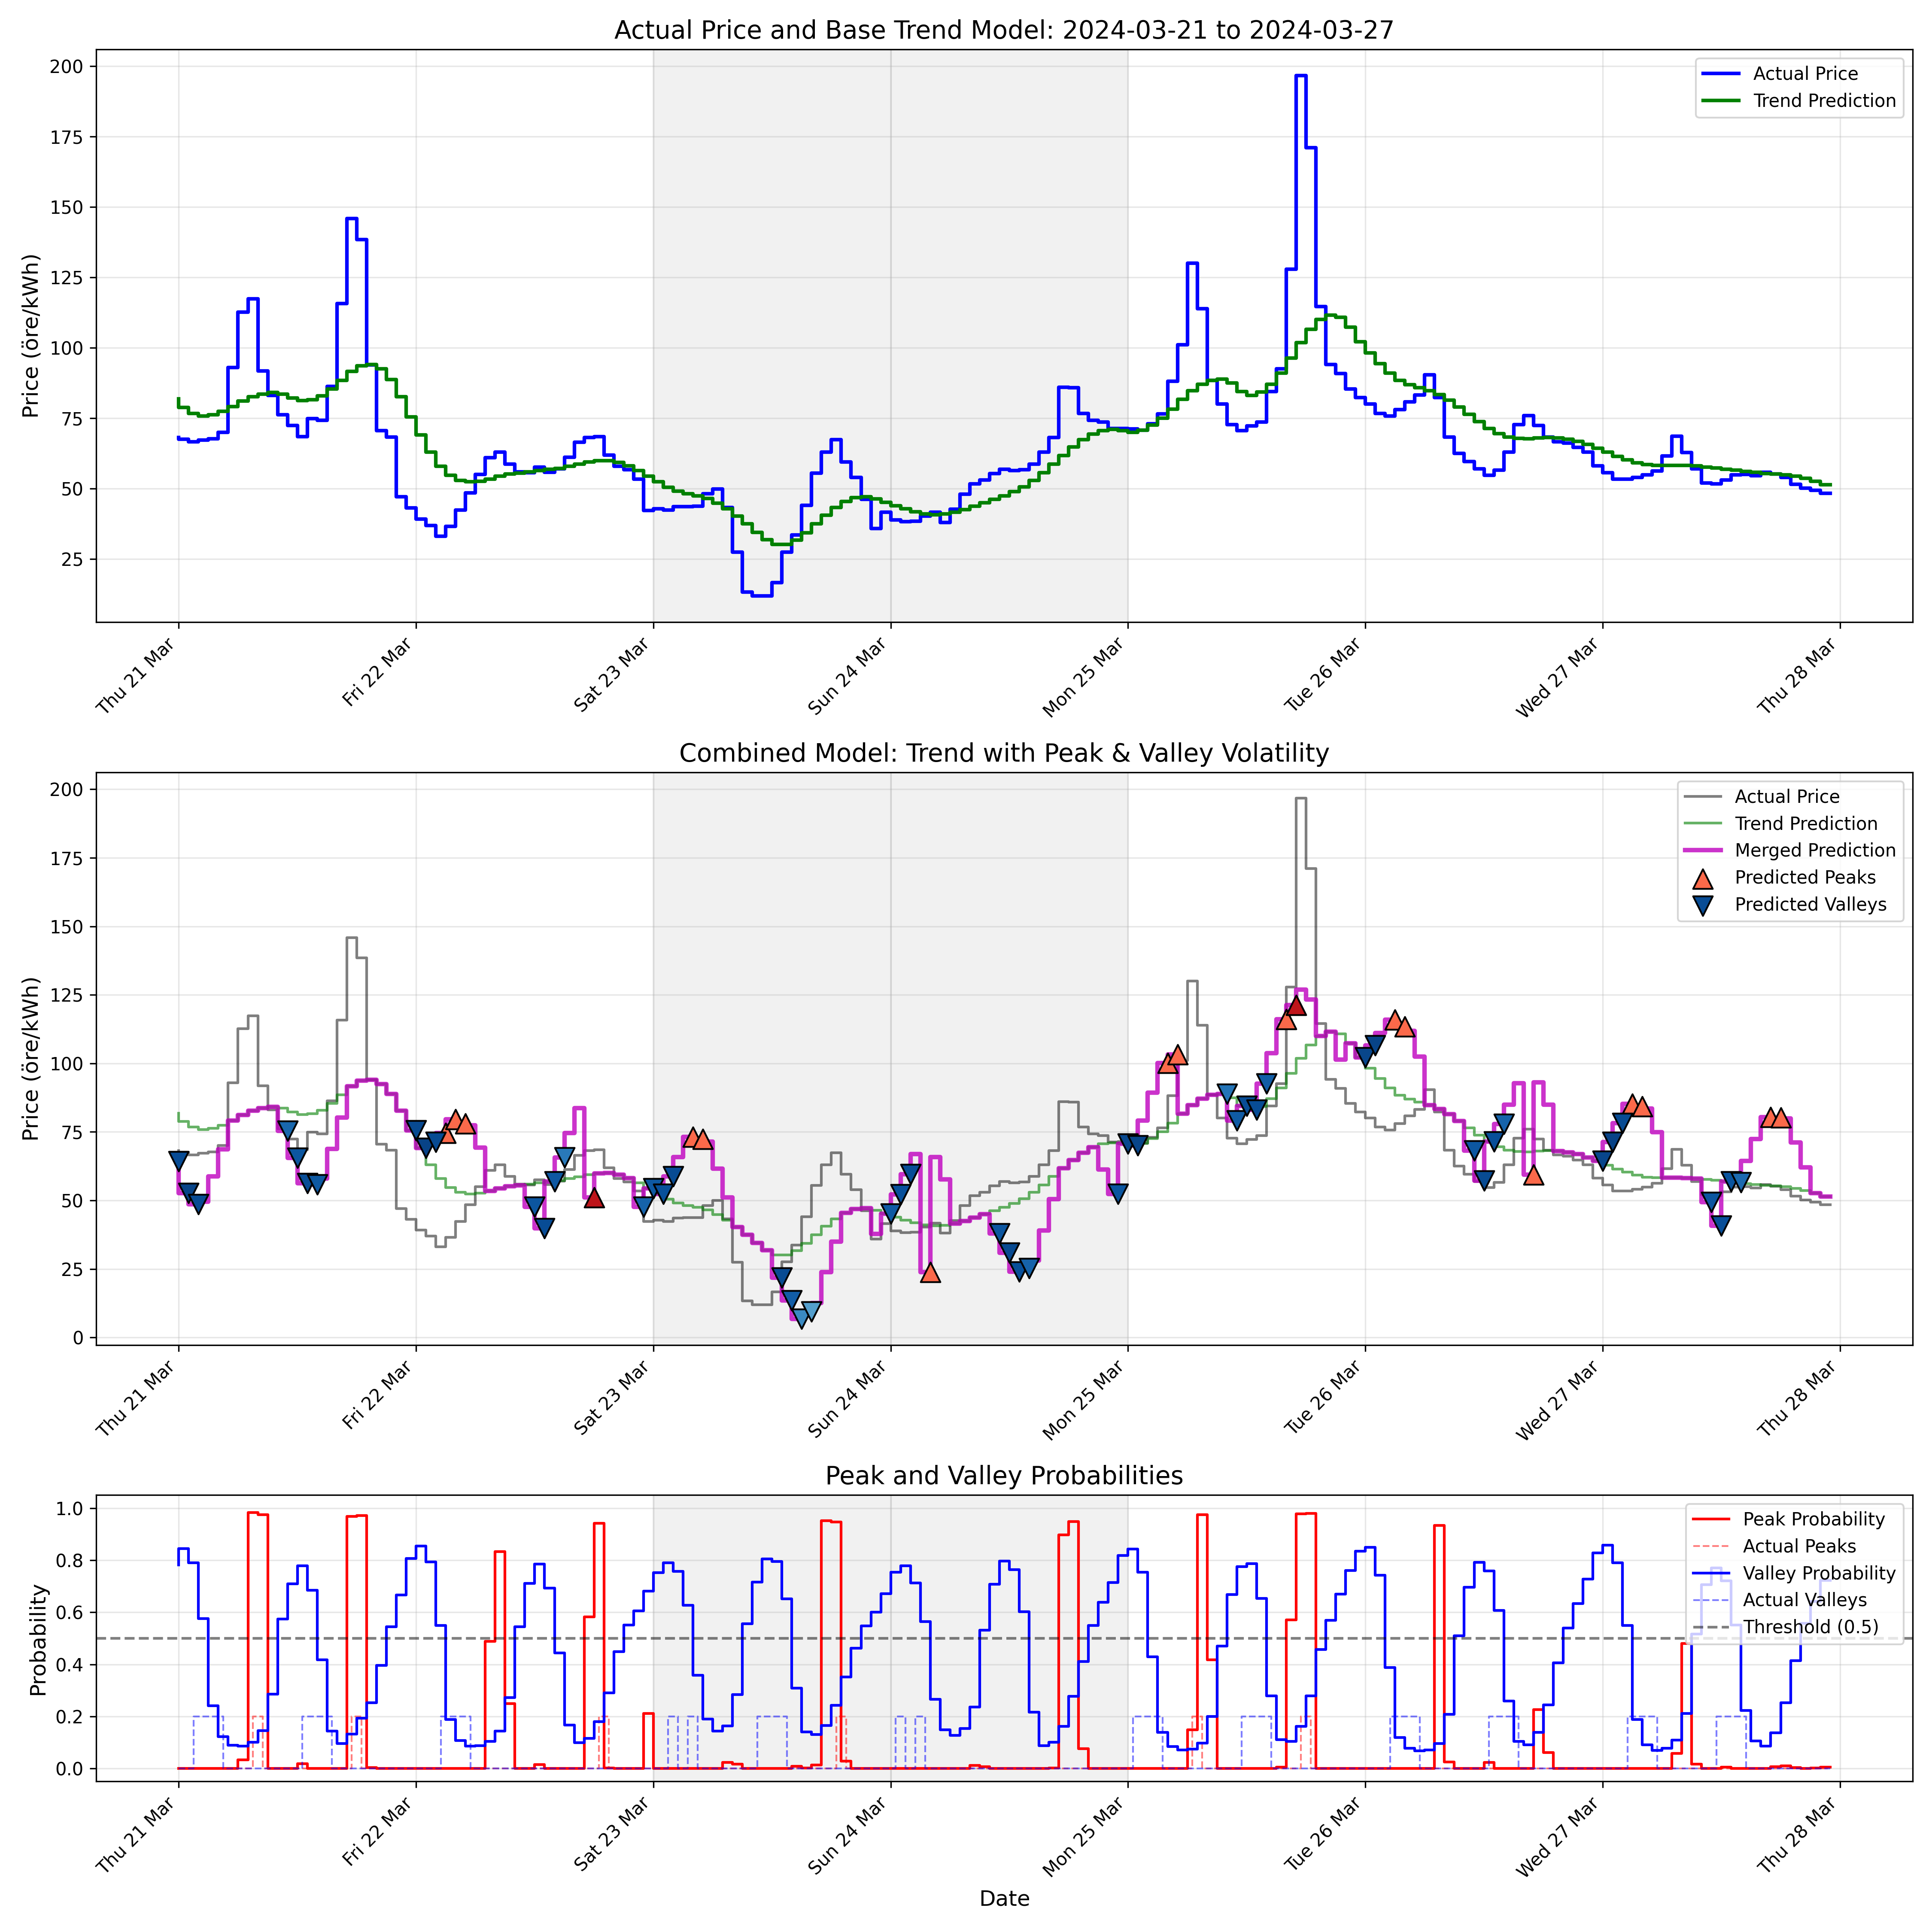 Actual Price and Base Trend Model: 2024-03-21 to 2024-03-27
Price (öre/kWh)
200
175
150
125
100
75
50
25
Actual Price
Trend Prediction
Thu 21 Mar
Fri 22 Mar
Sat 23 Mar
Sun 24 Mar
Mon 25 Mar
Tue 26 Mar
Wed 27 Mar
Thu 28 Mar
Combined Model: Trend with Peak & Valley Volatility
Price (öre/kWh)
200
175
150
125
100
75
50
25
0
Actual Price
Trend Prediction
Merged Prediction
Predicted Peaks
Predicted Valleys
Thu 21 Mar
Fri 22 Mar
Sat 23 Mar
Sun 24 Mar
Mon 25 Mar
Tue 26 Mar
Wed 27 Mar
Thu 28 Mar
Peak and Valley Probabilities
Probability
1.0
0.8
0.6
0.4
0.2
0.0
Peak Probability
Actual Peaks
Valley Probability
Actual Valleys
Threshold (0.5)
Thu 21 Mar
Fri 22 Mar
Sat 23 Mar
Sun 24 Mar
Mon 25 Mar
Tue 26 Mar
Wed 27 Mar
Thu 28 Mar
Date